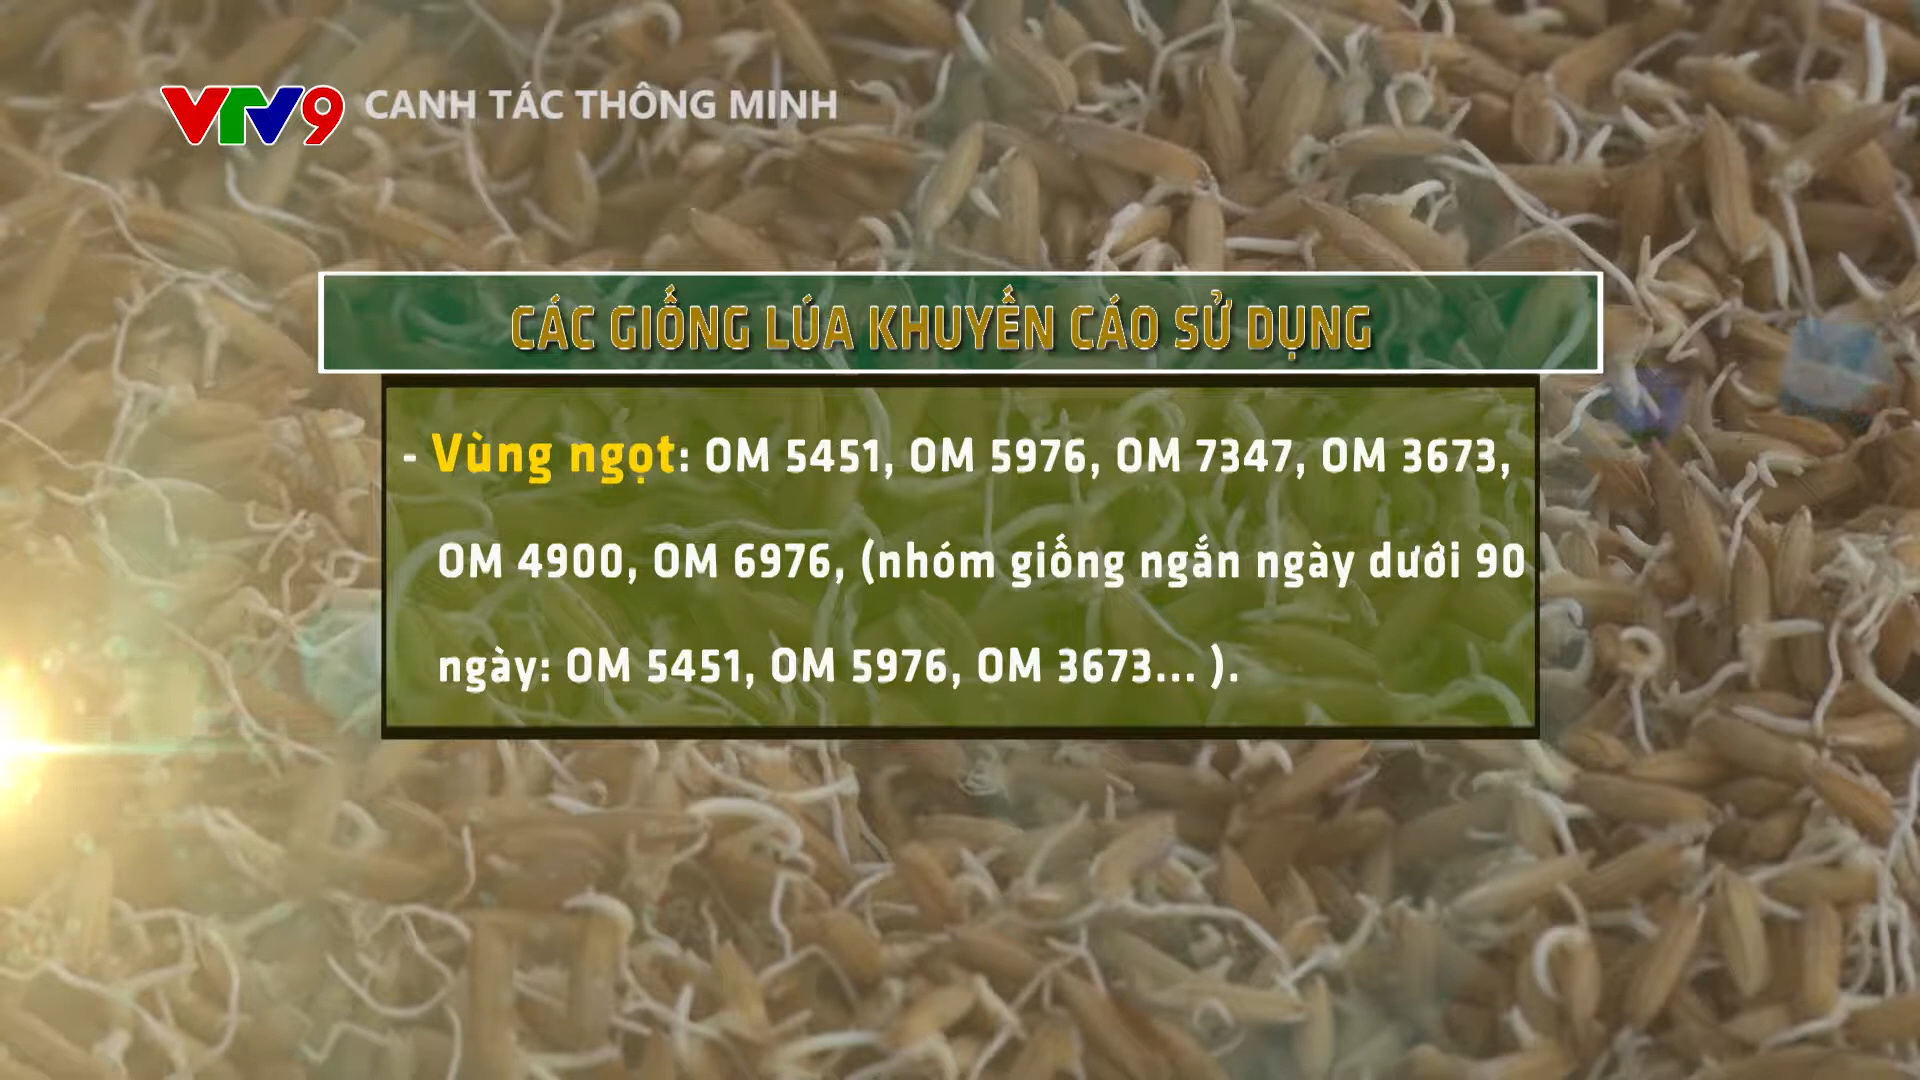 VTV9 CANH TÁC THÔNG MINH
CÁC GIỐNG LÚA KHUYẾN CÁO SỬ DỤNG
- Vùng ngọt: OM 5451, OM 5976, OM 7347, OM 3673,
OM 4900, OM 6976, (nhóm giống ngắn ngày dưới 90
ngày: OM 5451, OM 5976, OM 3673... ).